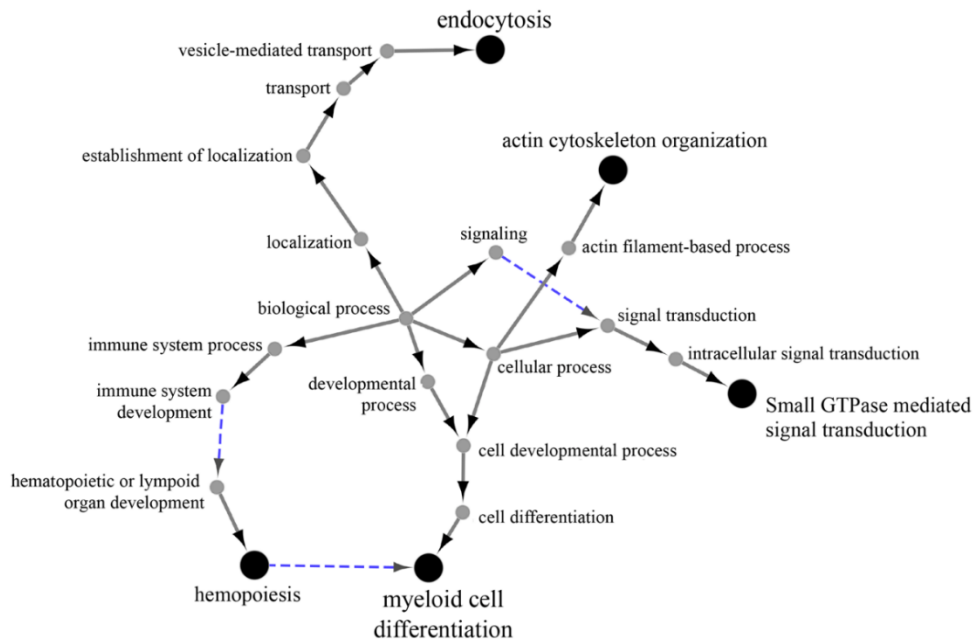 endocytosis
vesicle-mediated transport
transport
actin cytoskeleton organization
establishment of localization
signaling
localization
actin filament-based process
biological process
signal transduction
immune system process
intracellular signal transduction
cellular process
developmental
process
immune system
development
Small GTPase mediated
signal transduction
cell developmental process
hematopoietic or lympoid
organ development
cell differentiation
hemopoiesis
myeloid cell
differentiation